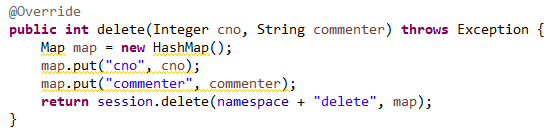 @Override
public int delete(Integer cno, String commenter) throws Exception {
    Map map = new HashMap();
    map.put("cno", cno);
    map.put("commenter", commenter);
    return session.delete(namespace + "delete", map);
}